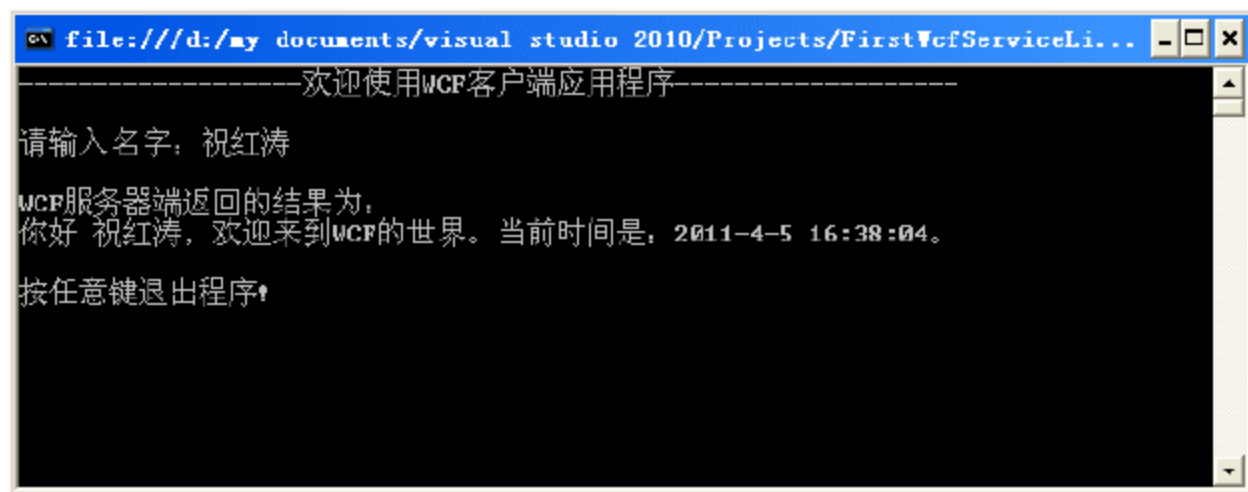 file:///d:/my documents/visual studio 2010/Projects/FirstWcfServiceLi...
------------------欢迎使用WCF客户端应用程序------------------
请输入名字：祝红涛
WCF服务器端返回的结果为：
你好 祝红涛，欢迎来到WCF的世界。当前时间是：2011-4-5 16:38:04。
按任意键退出程序！